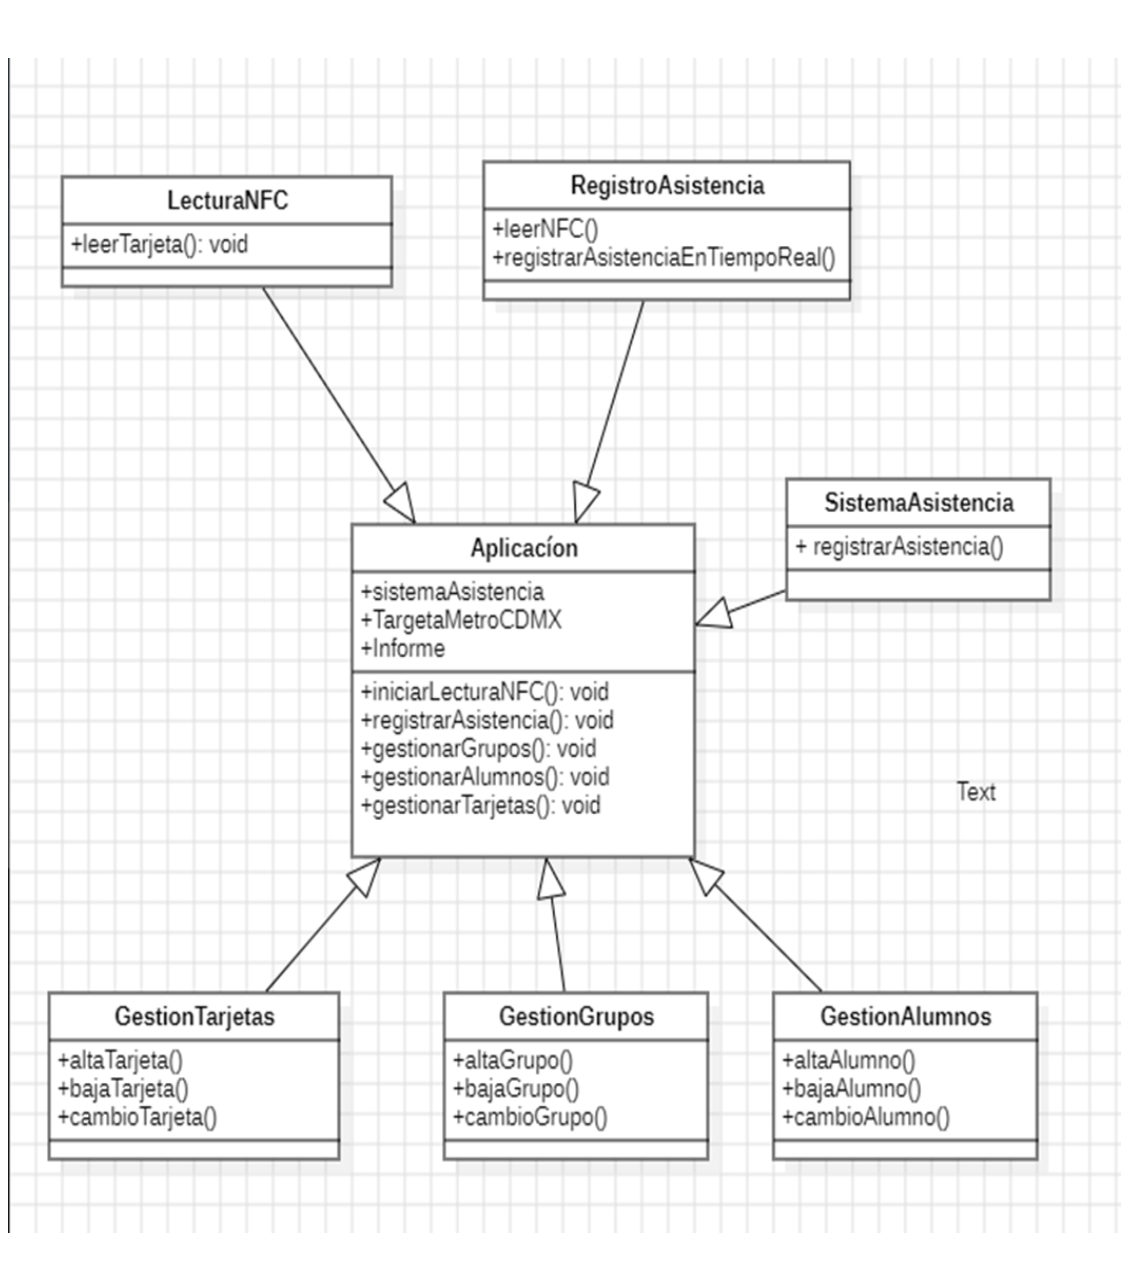 LecturaNFC
+leerTarjeta(): void
RegistroAsistencia
+leerNFC()
+registrarAsistenciaEnTiempoReal()
SistemaAsistencia
+ registrarAsistencia()
Aplicacíon
+sistemaAsistencia
+TargetaMetroCDMX
+Informe
+iniciarLecturaNFC(): void
+registrarAsistencia(): void
+gestionarGrupos(): void
+gestionarAlumnos(): void
+gestionarTarjetas(): void
Text
GestionTarjetas
+altaTarjeta()
+bajaTarjeta()
+cambioTarjeta()
GestionGrupos
+altaGrupo()
+bajaGrupo()
+cambioGrupo()
GestionAlumnos
+altaAlumno()
+bajaAlumno()
+cambioAlumno()